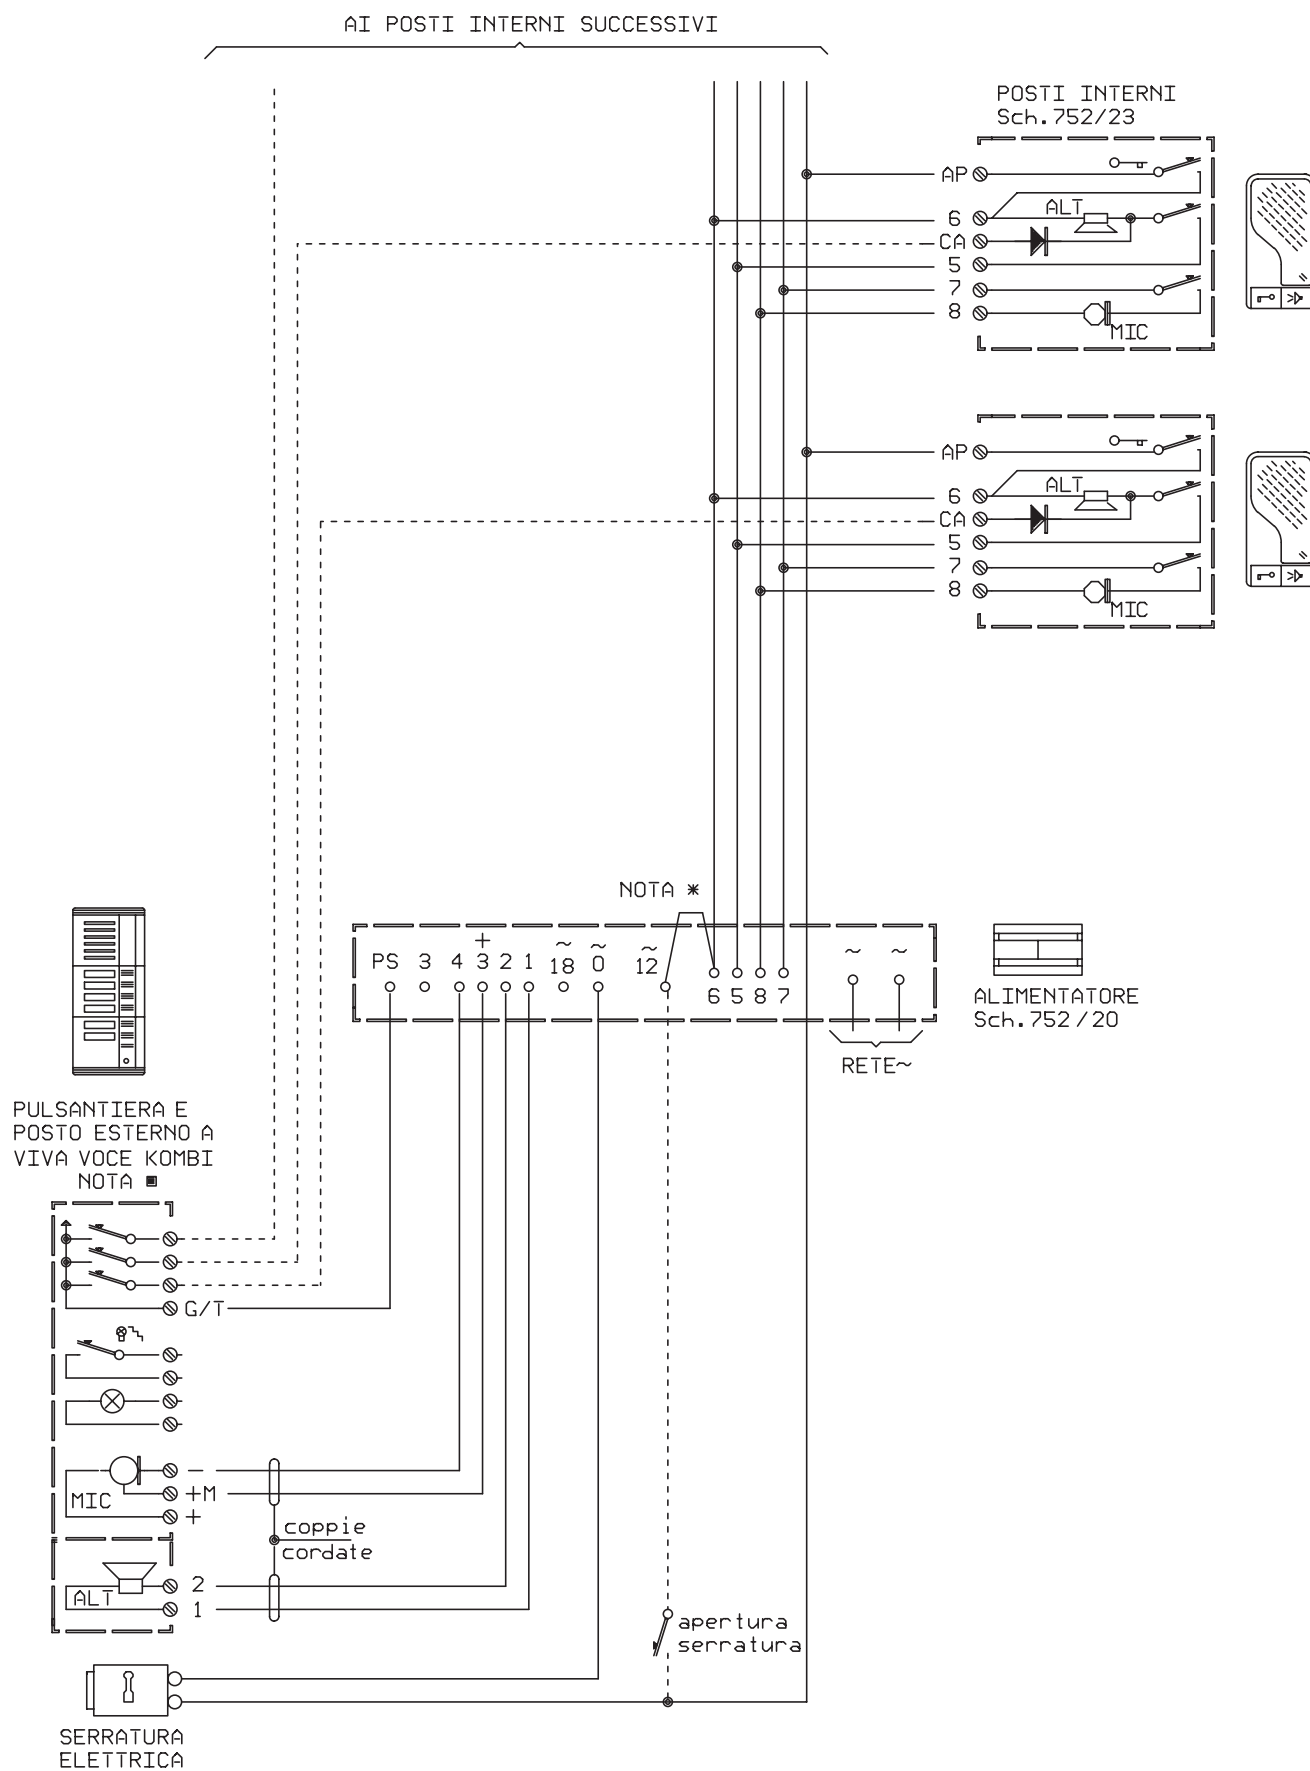 AI POSTI INTERNI SUCCESSIVI
POSTI INTERNI
Sch.752/23
AP
6
ALT
CA
5
7
8
MIC
AP
6
ALT
CA
5
7
8
MIC
NOTA *
PS 3 4 +3 2 1 ~18 ~0 ~12
6 5 8 7
~ ~
RETE~
ALIMENTATORE
Sch.752/20
PULSANTIERA E
POSTO ESTERNO A
VIVA VOCE KOMBI
NOTA ▣
G/T
MIC
—
+M
+
coppie
cordate
ALT
2
1
apertura
serratura
SERRATURA
ELETTRICA